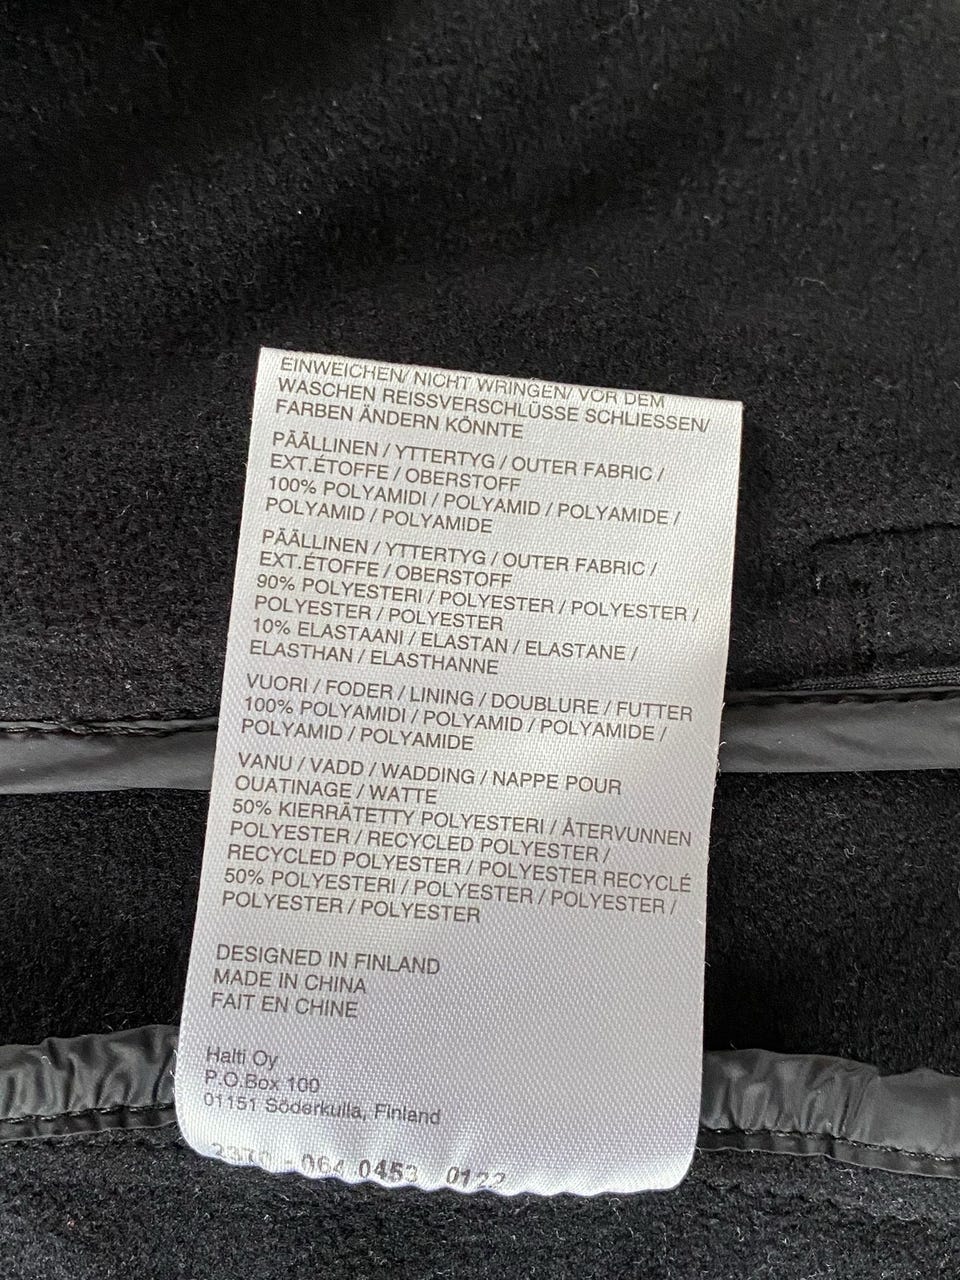 EINWEICHEN/ NICHT WRINGEN/ VOR DEM
WASCHEN REISSVERSCHLÜSSE SCHLIESSEN/
FARBEN ÄNDERN KÖNNTE
PÄÄLLINEN / YTTERTYG / OUTER FABRIC /
EXT.ÉTOFFE / OBERSTOFF
100% POLYAMIDI / POLYAMID / POLYAMIDE /
POLYAMID / POLYAMIDE
PÄÄLLINEN / YTTERTYG / OUTER FABRIC /
EXT.ÉTOFFE / OBERSTOFF
90% POLYESTERI / POLYESTER / POLYESTER /
POLYESTER / POLYESTER
10% ELASTAANI / ELASTAN / ELASTANE /
ELASTHAN / ELASTHANNE
VUORI / FODER / LINING / DOUBLURE / FUTTER
100% POLYAMIDI / POLYAMID / POLYAMIDE /
POLYAMID / POLYAMIDE
VANU / VADD / WADDING / NAPPE POUR
OUATINAGE / WATTE
50% KIERRÄTETTY POLYESTERI / ÅTERVUNNEN
POLYESTER / RECYCLED POLYESTER /
RECYCLED POLYESTER / POLYESTER RECYCLÉ
50% POLYESTERI / POLYESTER / POLYESTER /
POLYESTER / POLYESTER
DESIGNED IN FINLAND
MADE IN CHINA
FAIT EN CHINE
Halti Oy
P.O.Box 100
01151 Söderkulla, Finland
064 0453 0122